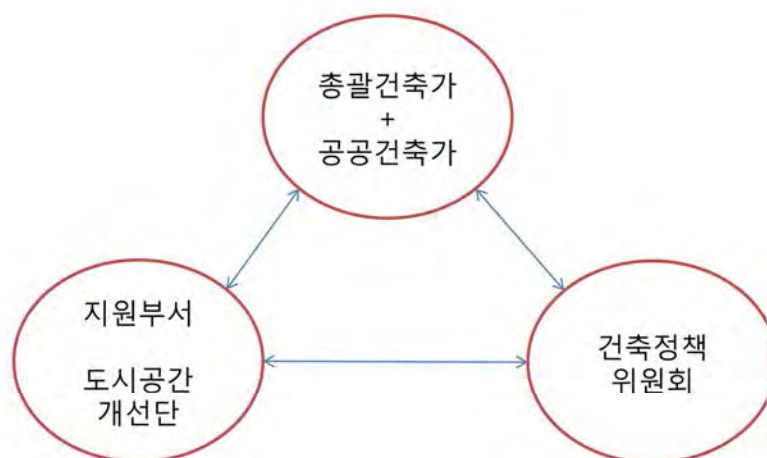 총괄건축가
+
공공건축가
지원부서
도시공간
개선단
건축정책
위원회